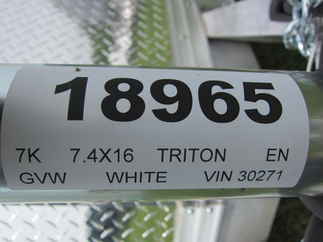 18965
7K 7.4X16 TRITON EN
GVW WHITE VIN 30271